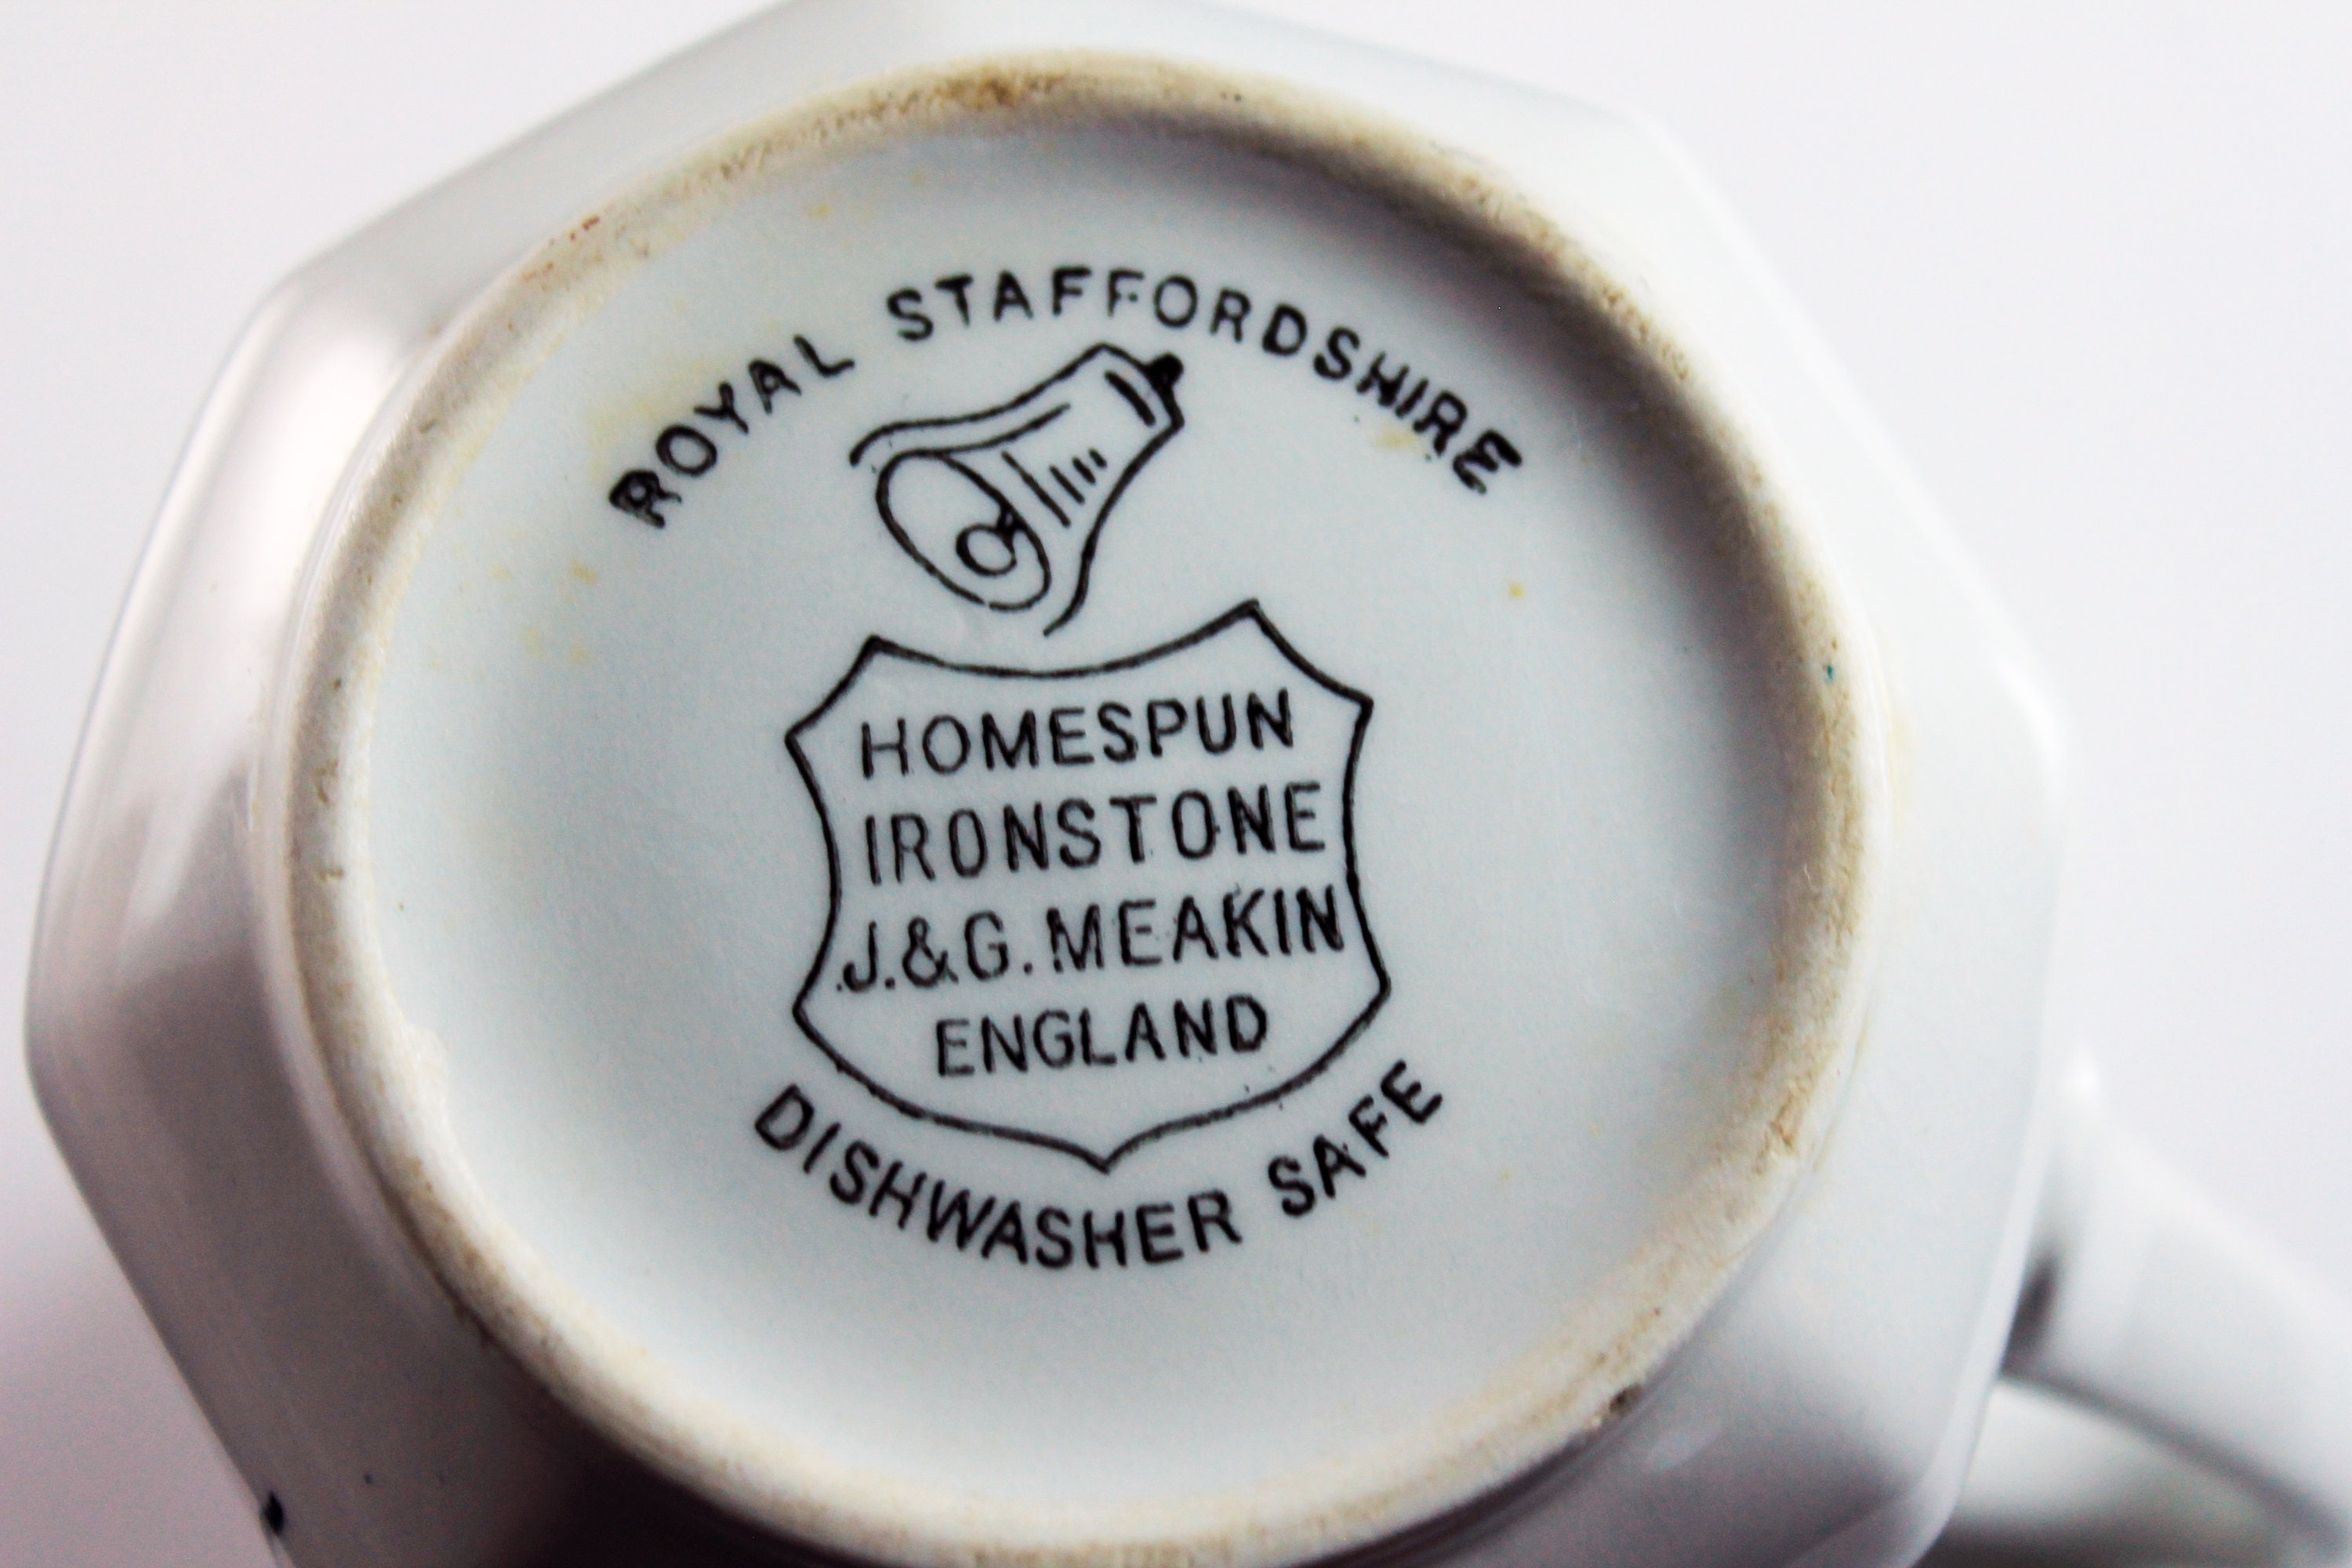 ROYAL STAFFORDSHIRE
HOMESPUN
IRONSTONE
J.&G. MEAKIN
ENGLAND
DISHWASHER SAFE